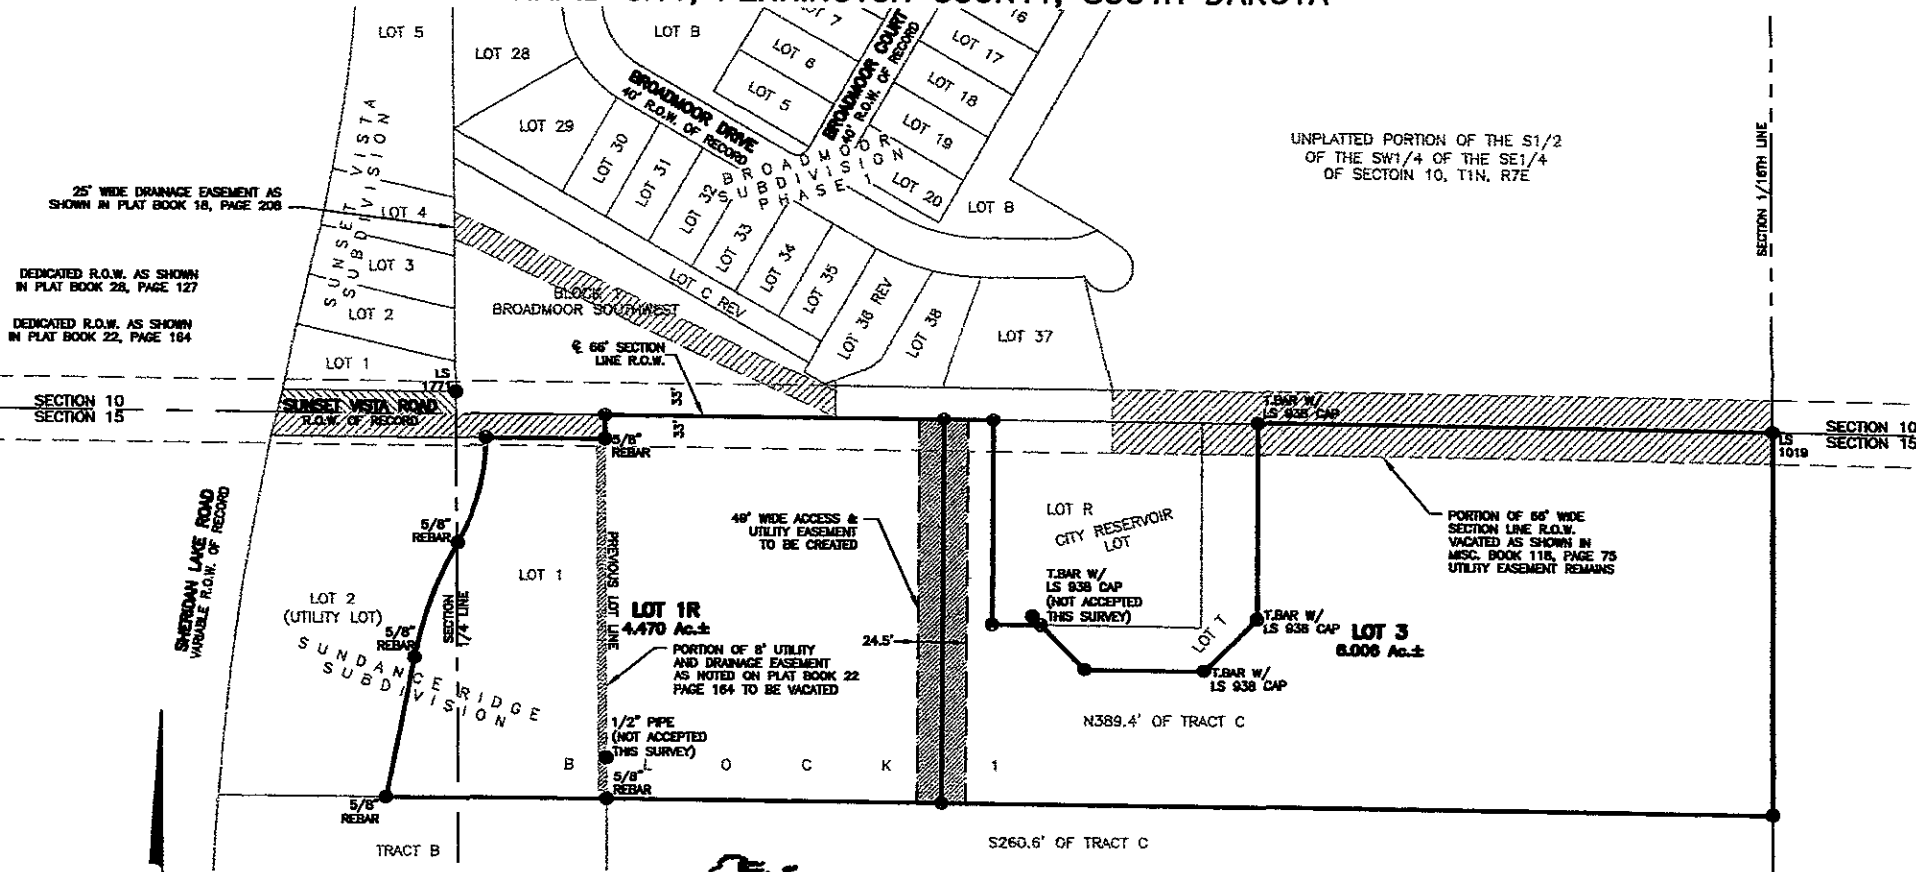 RAPID CITY, PENNINGTON COUNTY, SOUTH DAKOTA
LOT 5
LOT 28
LOT B
LOT 7
LOT 6
LOT 5
BROADMOOR COURT
40' R.O.W. OF RECORD
16
LOT 17
LOT 18
LOT 19
LOT 20
LOT B
BROADMOOR DRIVE
40' R.O.W. OF RECORD
BROADMOOR
SUBDIVISION
PHASE 1
UNPLATTED PORTION OF THE S1/2
OF THE SW1/4 OF THE SE1/4
OF SECTOIN 10, T1N, R7E
SECTION 1/16TH LINE
LOT 29
LOT 30
LOT 31
LOT 32
LOT 33
LOT 34
LOT 35
LOT 36 REV
LOT 38
LOT 37
LOT C REV
SUNSET VISTA
SUBDIVISION
25' WIDE DRAINAGE EASEMENT AS
SHOWN IN PLAT BOOK 18, PAGE 208
LOT 4
LOT 3
LOT 2
LOT 1
DEDICATED R.O.W. AS SHOWN
IN PLAT BOOK 28, PAGE 127
DEDICATED R.O.W. AS SHOWN
IN PLAT BOOK 22, PAGE 164
BLOCK
BROADMOOR SOUTHWEST
℄ 66' SECTION
LINE R.O.W.
33'
33'
LS
1771
SECTION 10
SECTION 15
SUNSET VISTA ROAD
R.O.W. OF RECORD
5/8"
REBAR
T.BAR W/
LS 938 CAP
SECTION 10
SECTION 15
LS
1019
SHERIDAN LAKE ROAD
VARIABLE R.O.W. OF RECORD
5/8"
REBAR
49' WIDE ACCESS &
UTILITY EASEMENT
TO BE CREATED
LOT R
CITY RESERVOIR
LOT
PORTION OF 66' WIDE
SECTION LINE R.O.W.
VACATED AS SHOWN IN
MISC. BOOK 118, PAGE 75
UTILITY EASEMENT REMAINS
PREVIOUS LOT LINE
LOT 1
T.BAR W/
LS 938 CAP
(NOT ACCEPTED
THIS SURVEY)
LOT 2
(UTILITY LOT)
SECTION
1/4 LINE
LOT 1R
4.470 Ac.±
T.BAR W/
LS 938 CAP
LOT T
LOT 3
6.006 Ac.±
5/8"
REBAR
24.5'
SUNDANCE RIDGE
SUBDIVISION
PORTION OF 8' UTILITY
AND DRAINAGE EASEMENT
AS NOTED ON PLAT BOOK 22
PAGE 164 TO BE VACATED
T.BAR W/
LS 938 CAP
N389.4' OF TRACT C
1/2" PIPE
(NOT ACCEPTED
THIS SURVEY)
B L O C K 1
5/8"
REBAR
5/8"
REBAR
TRACT B
S260.6' OF TRACT C